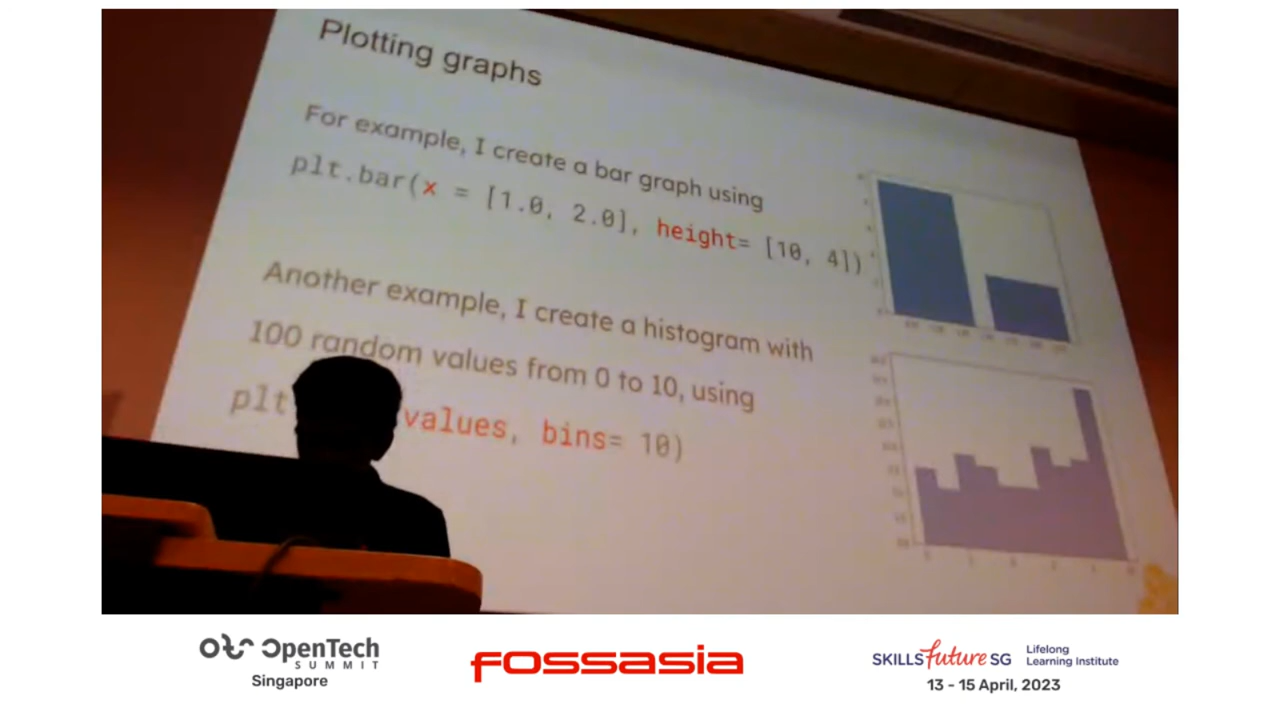 Plotting graphs
For example, I create a bar graph using
plt.bar(x = [1.0, 2.0], height= [10, 4])
Another example, I create a histogram with
100 random values from 0 to 10, using
plt values, bins= 10)
OpenTech
SUMMIT
Singapore
fossasia
SKILLS future SG
Lifelong
Learning Institute
13 - 15 April, 2023